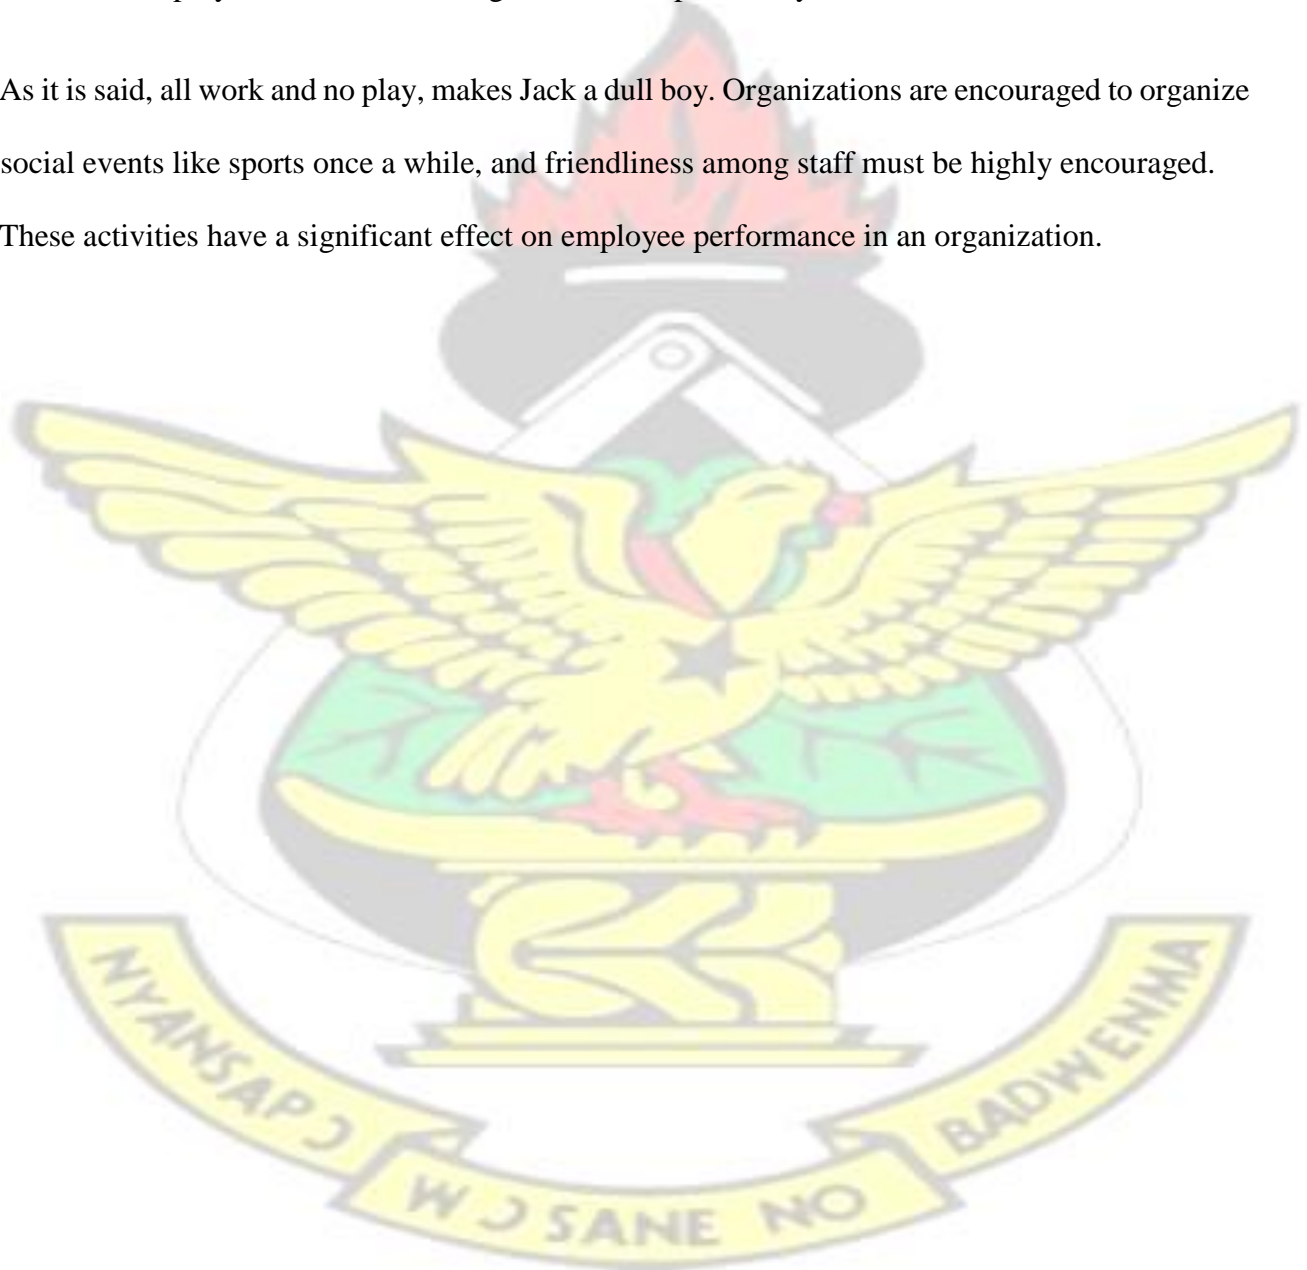 As it is said, all work and no play, makes Jack a dull boy. Organizations are encouraged to organize
social events like sports once a while, and friendliness among staff must be highly encouraged.
These activities have a significant effect on employee performance in an organization.
NYANSAPƆ
WƆSANE NO
BADWENMA